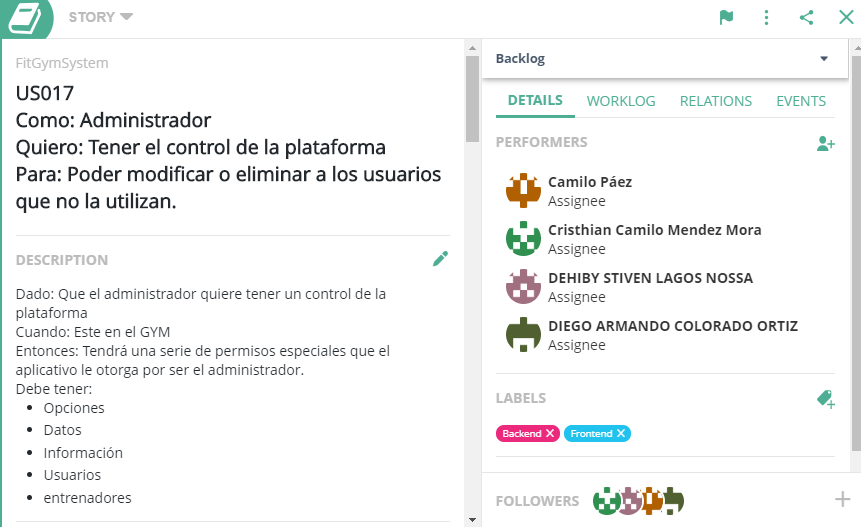 STORY
FitGymSystem
US017
Como: Administrador
Quiero: Tener el control de la plataforma
Para: Poder modificar o eliminar a los usuarios
que no la utilizan.
DESCRIPTION
Dado: Que el administrador quiere tener un control de la
plataforma
Cuando: Este en el GYM
Entonces: Tendrá una serie de permisos especiales que el
aplicativo le otorga por ser el administrador.
Debe tener:
Opciones
Datos
Información
Usuarios
entrenadores
Backlog
DETAILS WORKLOG RELATIONS EVENTS
PERFORMERS
Camilo Páez
Assignee
Cristhian Camilo Mendez Mora
Assignee
DEHIBY STIVEN LAGOS NOSSA
Assignee
DIEGO ARMANDO COLORADO ORTIZ
Assignee
LABELS
Backend X Frontend X
FOLLOWERS